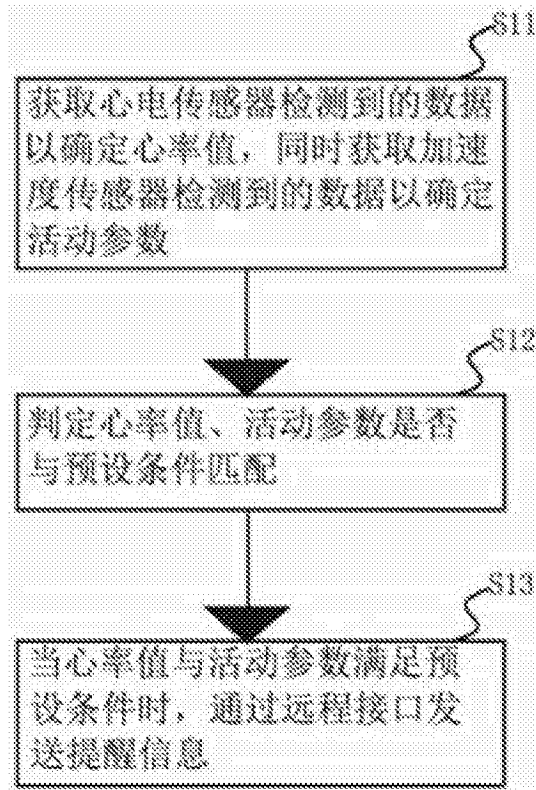 S11
获取心电传感器检测到的数据
以确定心率值，同时获取加速
度传感器检测到的数据以确定
活动参数
S12
判定心率值、活动参数是否
与预设条件匹配
S13
当心率值与活动参数满足预
设条件时，通过远程接口发
送提醒信息